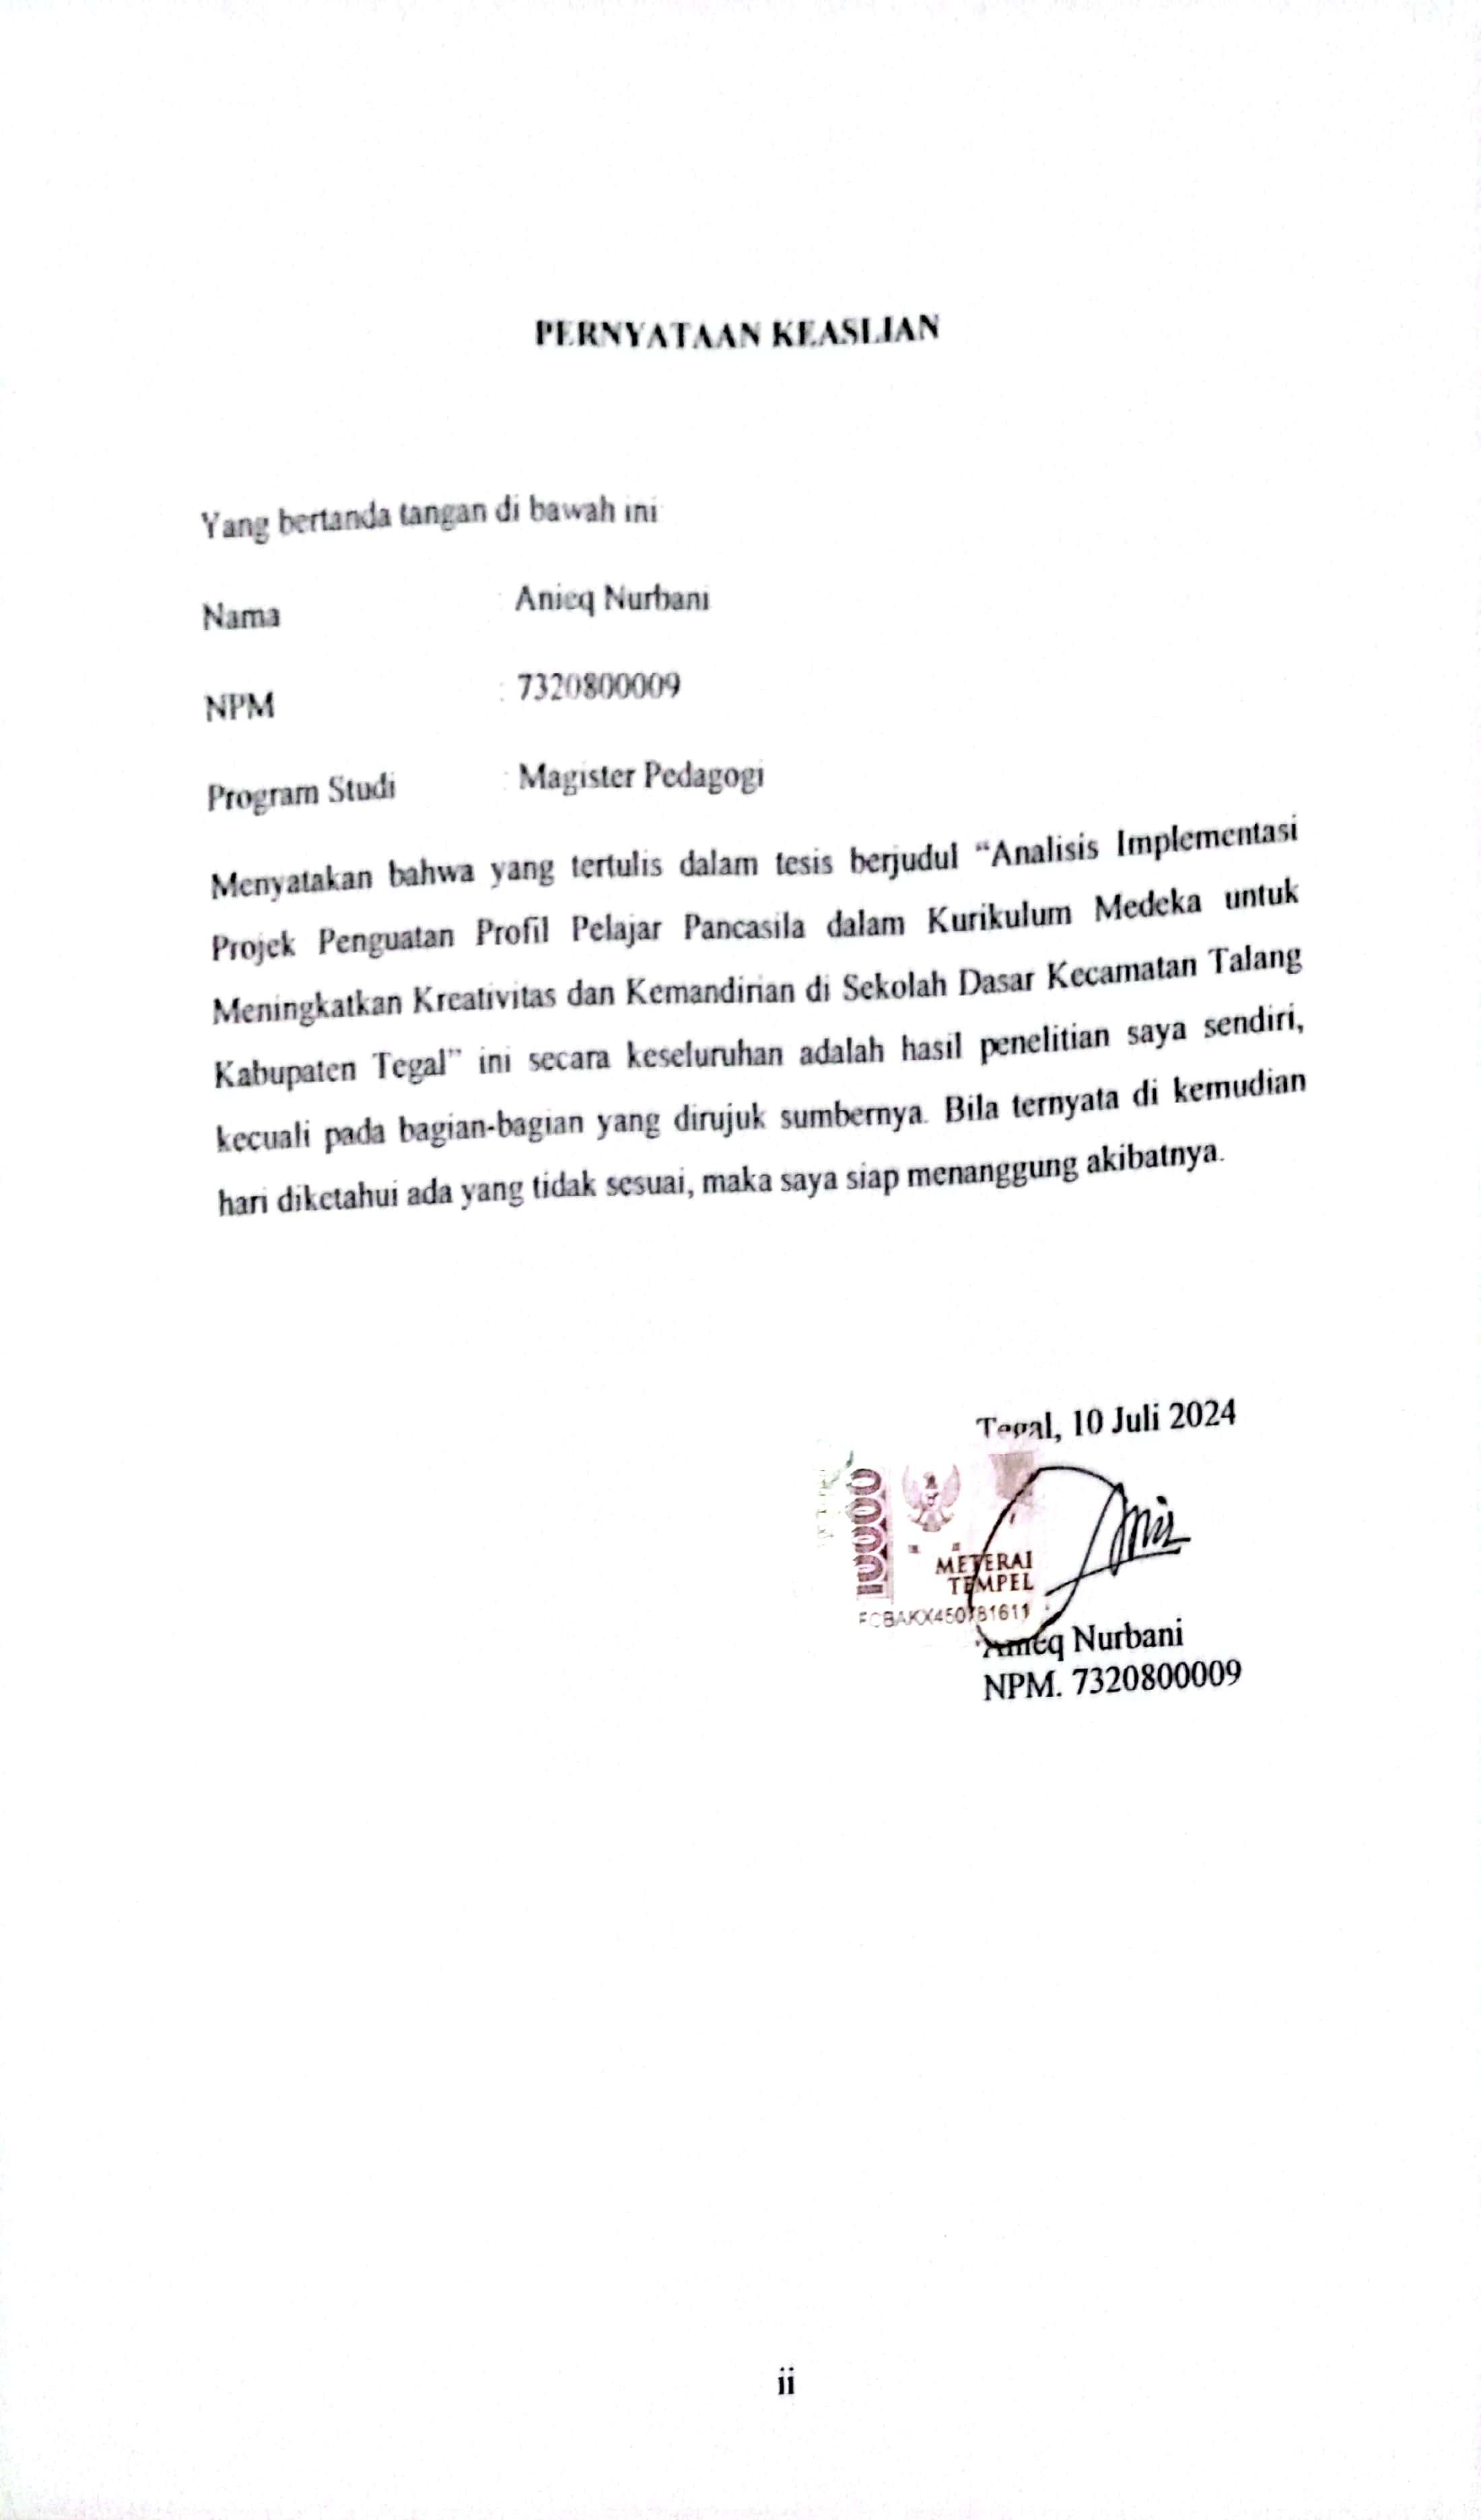 PERNYATAAN KEASLIAN
Yang bertanda tangan di bawah ini
Nama : Anieq Nurbani
NPM : 7320800009
Program Studi : Magister Pedagogi
Menyatakan bahwa yang tertulis dalam tesis berjudul “Analisis Implementasi
Projek Penguatan Profil Pelajar Pancasila dalam Kurikulum Medeka untuk
Meningkatkan Kreativitas dan Kemandirian di Sekolah Dasar Kecamatan Talang
Kabupaten Tegal” ini secara keseluruhan adalah hasil penelitian saya sendiri,
kecuali pada bagian-bagian yang dirujuk sumbernya. Bila ternyata di kemudian
hari diketahui ada yang tidak sesuai, maka saya siap menanggung akibatnya.
Tegal, 10 Juli 2024
10000
METERAI
TEMPEL
Anieq Nurbani
NPM. 7320800009
ii